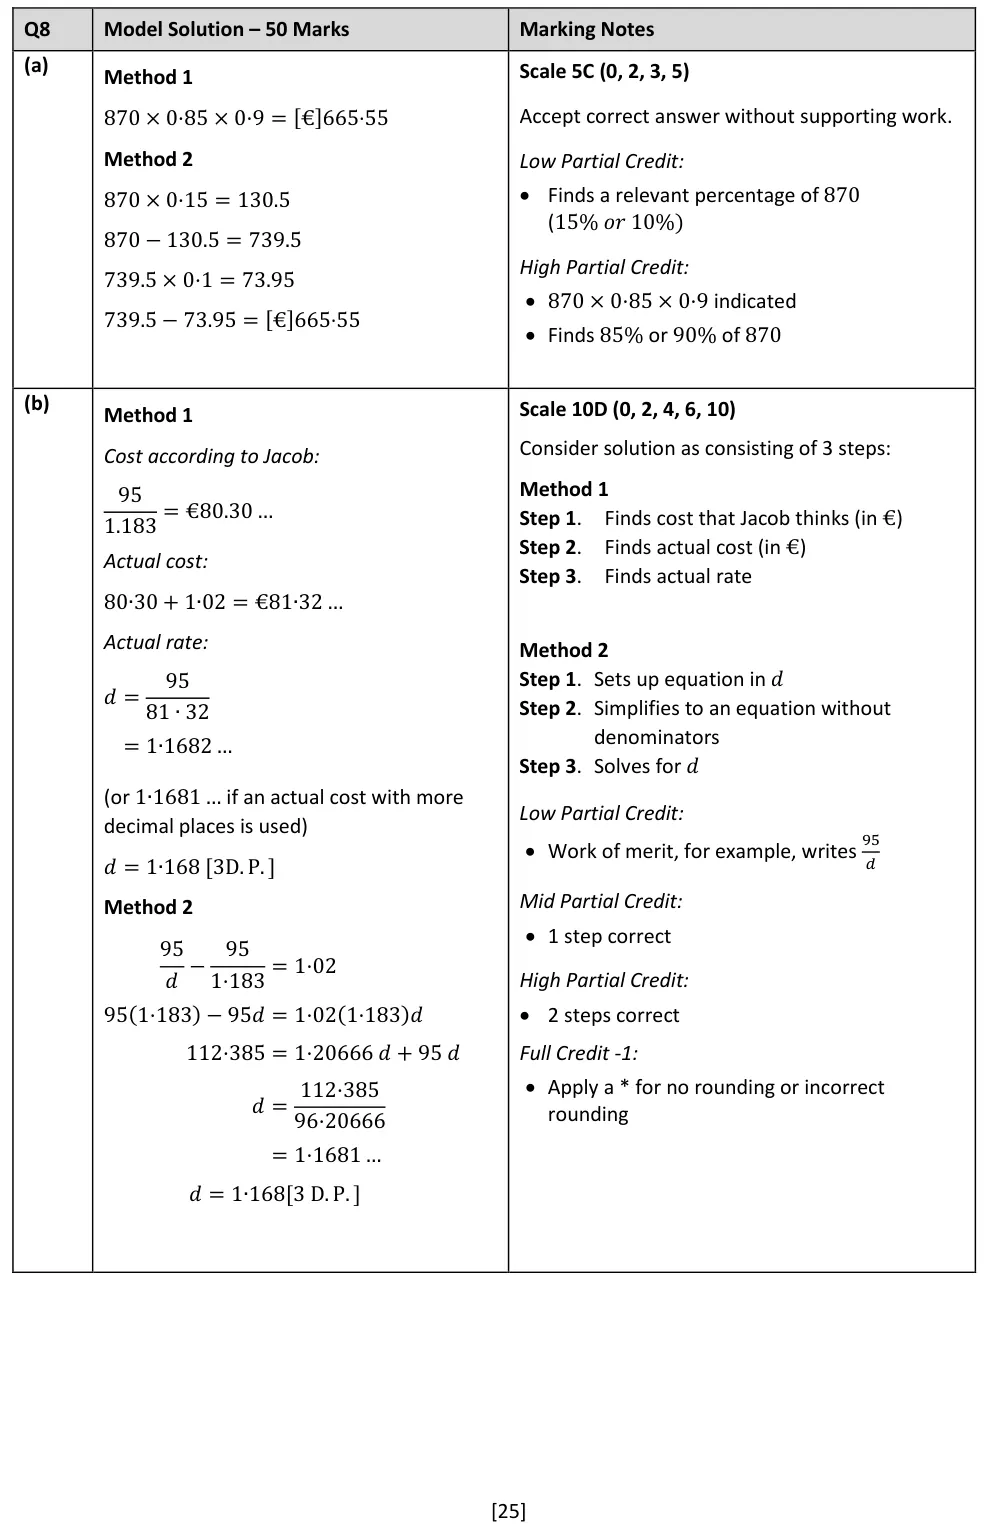 Q8 Model Solution – 50 Marks Marking Notes
(a)
Method 1
870 × 0·85 × 0·9 = [€]665·55
Method 2
870 × 0·15 = 130.5
870 − 130.5 = 739.5
739.5 × 0·1 = 73.95
739.5 − 73.95 = [€]665·55
Scale 5C (0, 2, 3, 5)
Accept correct answer without supporting work.
Low Partial Credit:
• Finds a relevant percentage of 870
(15% or 10%)
High Partial Credit:
• 870 × 0·85 × 0·9 indicated
• Finds 85% or 90% of 870
(b)
Method 1
Cost according to Jacob:
95/1.183 = €80.30 …
Actual cost:
80·30 + 1·02 = €81·32 …
Actual rate:
d = 95/81 · 32
= 1·1682 …
(or 1·1681 … if an actual cost with more
decimal places is used)
d = 1·168 [3D. P. ]
Method 2
95/d − 95/1·183 = 1·02
95(1·183) − 95d = 1·02(1·183)d
112·385 = 1·20666 d + 95 d
d = 112·385/96·20666
= 1·1681 …
d = 1·168[3 D. P. ]
Scale 10D (0, 2, 4, 6, 10)
Consider solution as consisting of 3 steps:
Method 1
Step 1. Finds cost that Jacob thinks (in €)
Step 2. Finds actual cost (in €)
Step 3. Finds actual rate
Method 2
Step 1. Sets up equation in d
Step 2. Simplifies to an equation without
denominators
Step 3. Solves for d
Low Partial Credit:
• Work of merit, for example, writes 95/d
Mid Partial Credit:
• 1 step correct
High Partial Credit:
• 2 steps correct
Full Credit -1:
• Apply a * for no rounding or incorrect
rounding
[25]